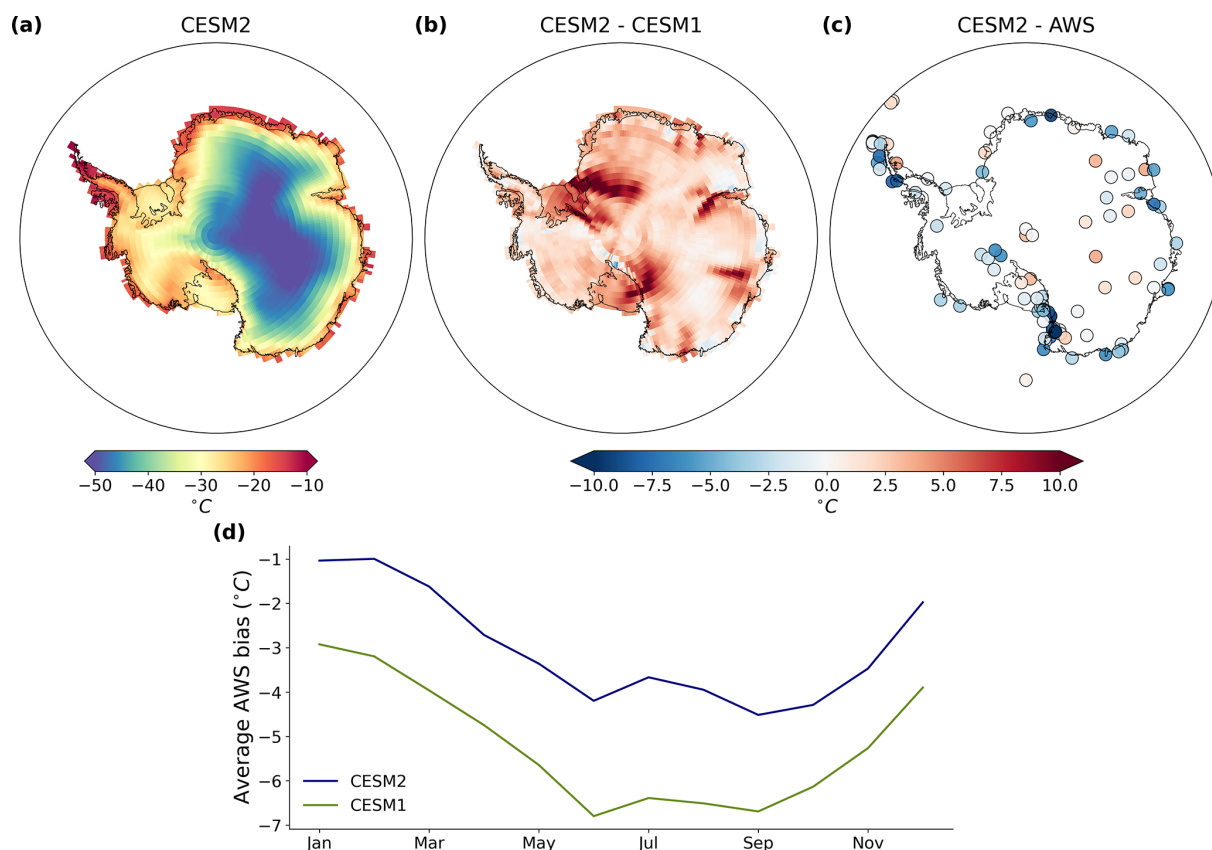 (a) CESM2
(b) CESM2 - CESM1
(c) CESM2 - AWS
−50 −40 −30 −20 −10
°C
−10.0 −7.5 −5.0 −2.5 0.0 2.5 5.0 7.5 10.0
°C
(d)
Average AWS bias (°C)
−1
−2
−3
−4
−5
−6
−7
CESM2
CESM1
Jan Mar May Jul Sep Nov